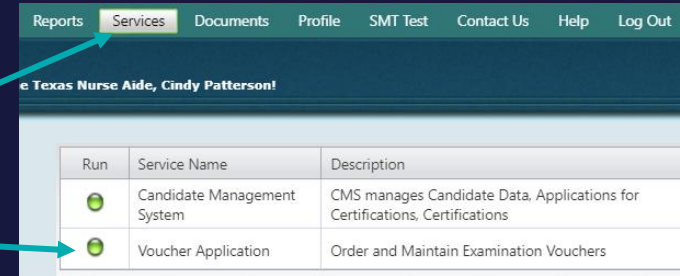 Reports Services Documents Profile SMT Test Contact Us Help Log Out
e Texas Nurse Aide, Cindy Patterson!
Run Service Name Description
Candidate Management System CMS manages Candidate Data, Applications for Certifications, Certifications
Voucher Application Order and Maintain Examination Vouchers